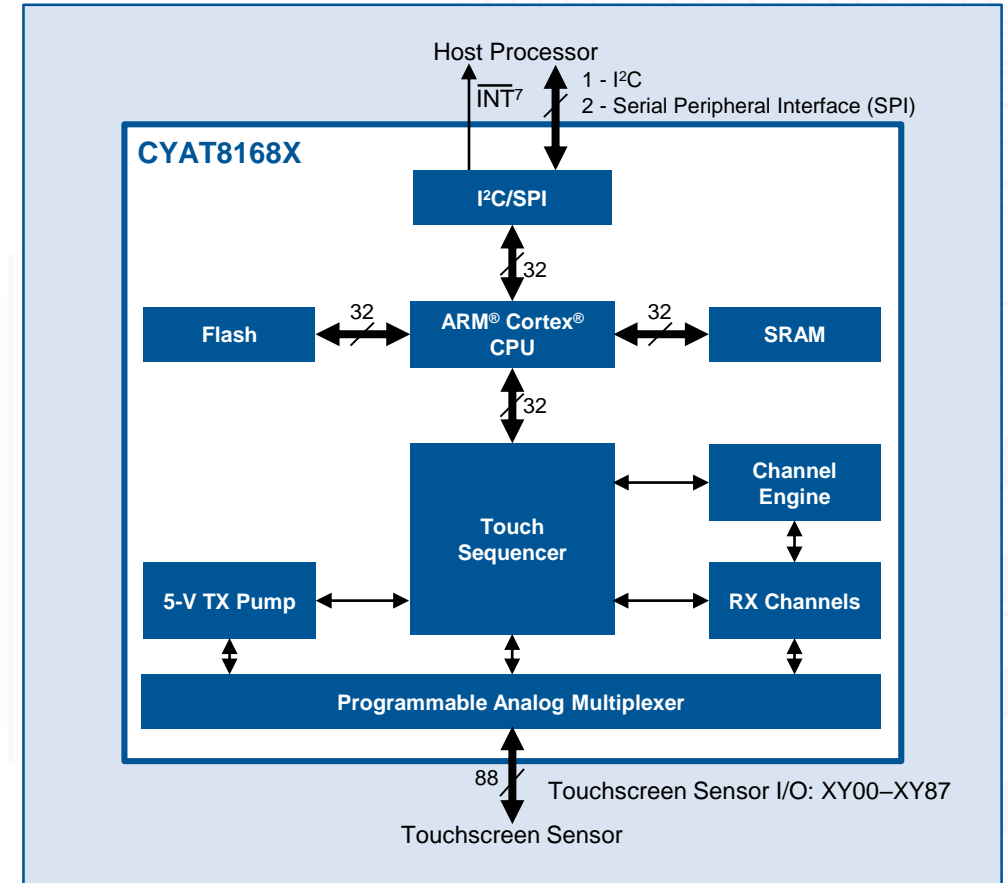 Host Processor
INT⁷
1 - I²C
2 - Serial Peripheral Interface (SPI)
CYAT8168X
I²C/SPI
32
Flash
32
ARM® Cortex®
CPU
32
SRAM
32
Touch
Sequencer
Channel
Engine
5-V TX Pump
RX Channels
Programmable Analog Multiplexer
88
Touchscreen Sensor I/O: XY00–XY87
Touchscreen Sensor